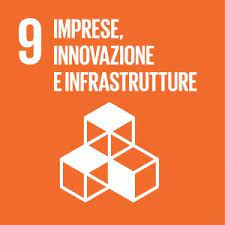 9 IMPRESE,
INNOVAZIONE
E INFRASTRUTTURE